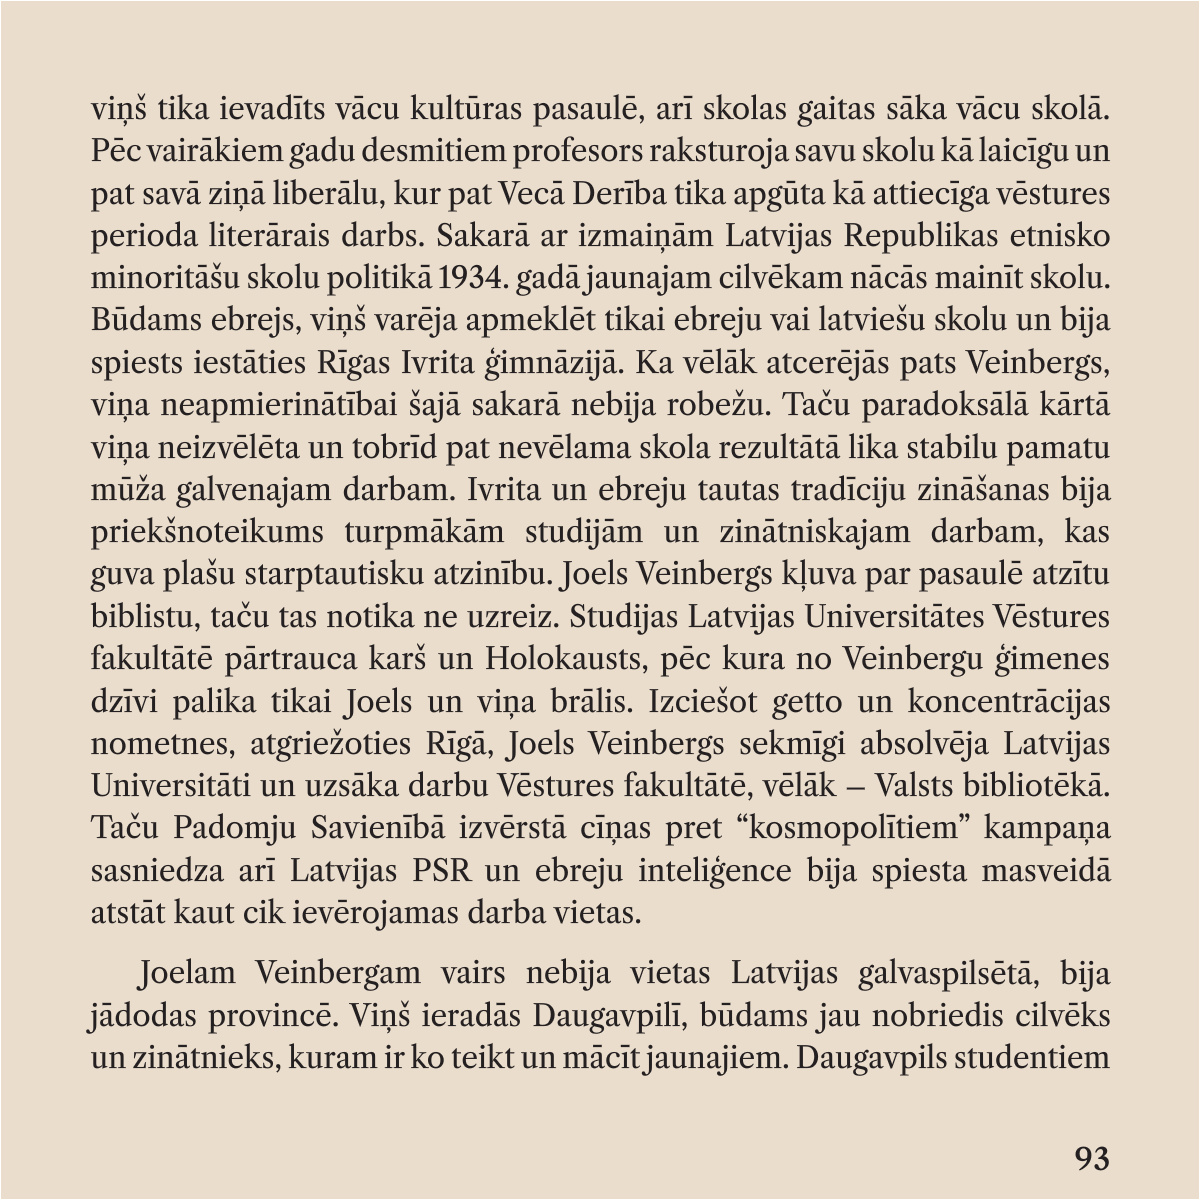 viņš tika ievadīts vācu kultūras pasaulē, arī skolas gaitas sāka vācu skolā.
Pēc vairākiem gadu desmitiem profesors raksturoja savu skolu kā laicīgu un
pat savā ziņā liberālu, kur pat Vecā Derība tika apgūta kā attiecīga vēstures
perioda literārais darbs. Sakarā ar izmaiņām Latvijas Republikas etnisko
minoritāšu skolu politikā 1934. gadā jaunajam cilvēkam nācās mainīt skolu.
Būdams ebrejs, viņš varēja apmeklēt tikai ebreju vai latviešu skolu un bija
spiests iestāties Rīgas Ivrita ģimnāzijā. Ka vēlāk atcerējās pats Veinbergs,
viņa neapmierinātībai šajā sakarā nebija robežu. Taču paradoksālā kārtā
viņa neizvēlēta un tobrīd pat nevēlama skola rezultātā lika stabilu pamatu
mūža galvenajam darbam. Ivrita un ebreju tautas tradīciju zināšanas bija
priekšnoteikums turpmākām studijām un zinātniskajam darbam, kas
guva plašu starptautisku atzinību. Joels Veinbergs kļuva par pasaulē atzītu
biblistu, taču tas notika ne uzreiz. Studijas Latvijas Universitātes Vēstures
fakultātē pārtrauca karš un Holokausts, pēc kura no Veinbergu ģimenes
dzīvi palika tikai Joels un viņa brālis. Izciešot getto un koncentrācijas
nometnes, atgriežoties Rīgā, Joels Veinbergs sekmīgi absolvēja Latvijas
Universitāti un uzsāka darbu Vēstures fakultātē, vēlāk – Valsts bibliotēkā.
Taču Padomju Savienībā izvērstā cīņas pret “kosmopolītiem” kampaņa
sasniedza arī Latvijas PSR un ebreju inteliģence bija spiesta masveidā
atstāt kaut cik ievērojamas darba vietas.
Joelam Veinbergam vairs nebija vietas Latvijas galvaspilsētā, bija
jādodas provincē. Viņš ieradās Daugavpilī, būdams jau nobriedis cilvēks
un zinātnieks, kuram ir ko teikt un mācīt jaunajiem. Daugavpils studentiem
93